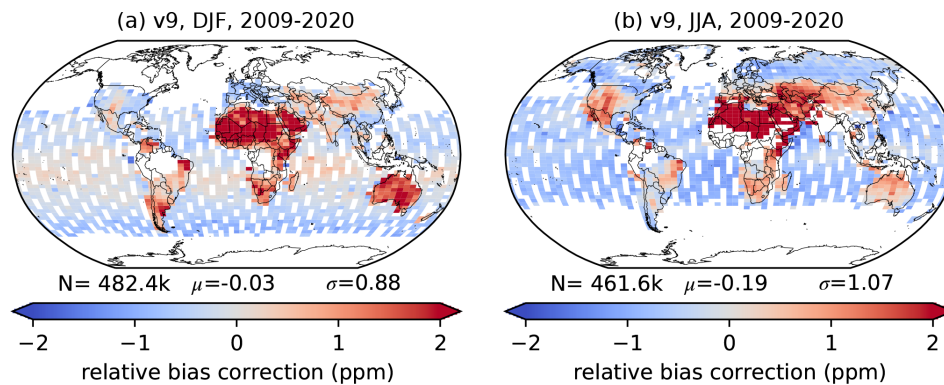 (a) v9, DJF, 2009-2020
N= 482.4k μ=-0.03 σ=0.88
−2 −1 0 1 2
relative bias correction (ppm)
(b) v9, JJA, 2009-2020
N= 461.6k μ=-0.19 σ=1.07
−2 −1 0 1 2
relative bias correction (ppm)